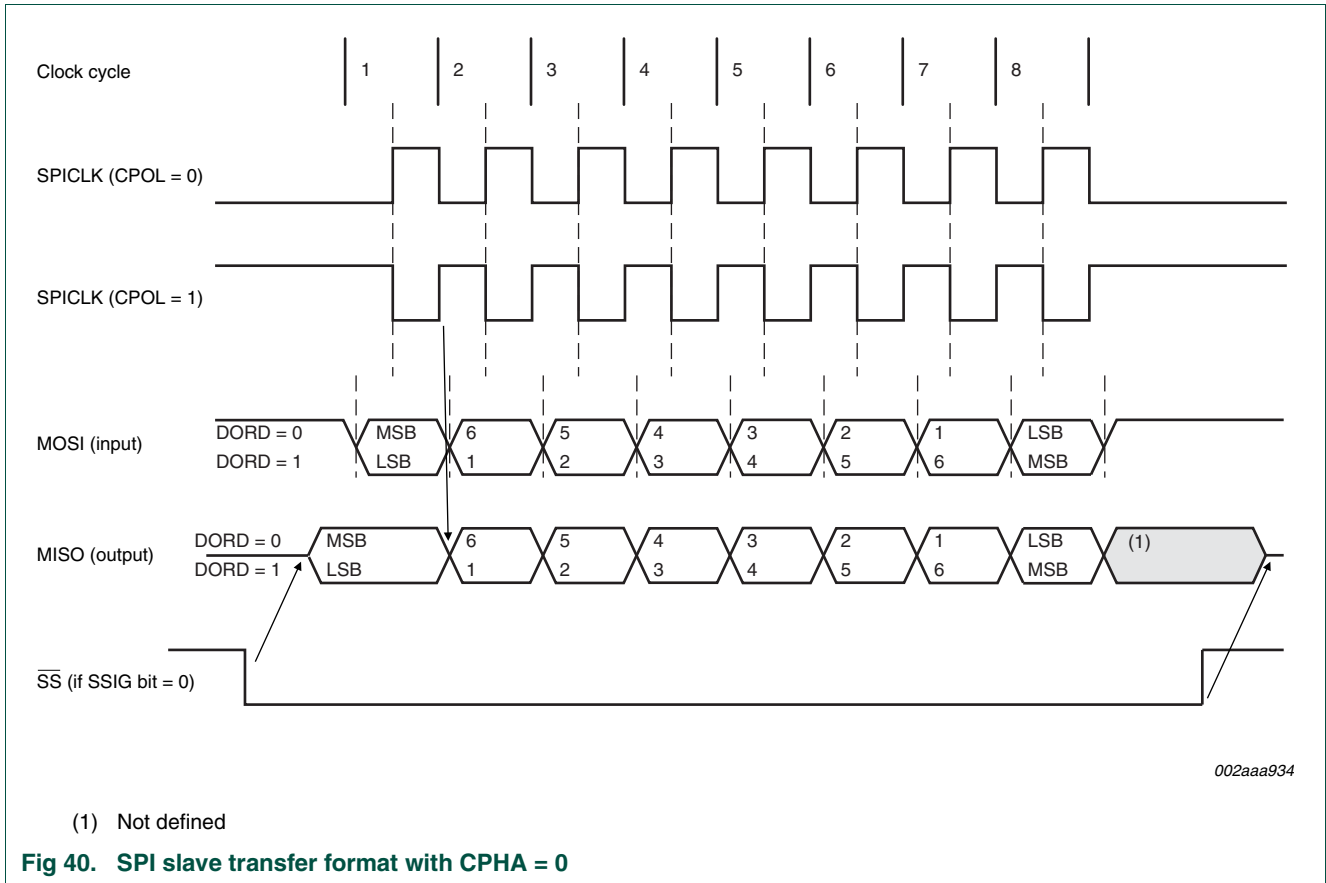 Clock cycle 1 2 3 4 5 6 7 8
SPICLK (CPOL = 0)
SPICLK (CPOL = 1)
MOSI (input)
DORD = 0 MSB 6 5 4 3 2 1 LSB
DORD = 1 LSB 1 2 3 4 5 6 MSB
MISO (output)
DORD = 0 MSB 6 5 4 3 2 1 LSB (1)
DORD = 1 LSB 1 2 3 4 5 6 MSB
S̅S̅ (if SSIG bit = 0)
002aaa934
(1) Not defined
Fig 40. SPI slave transfer format with CPHA = 0